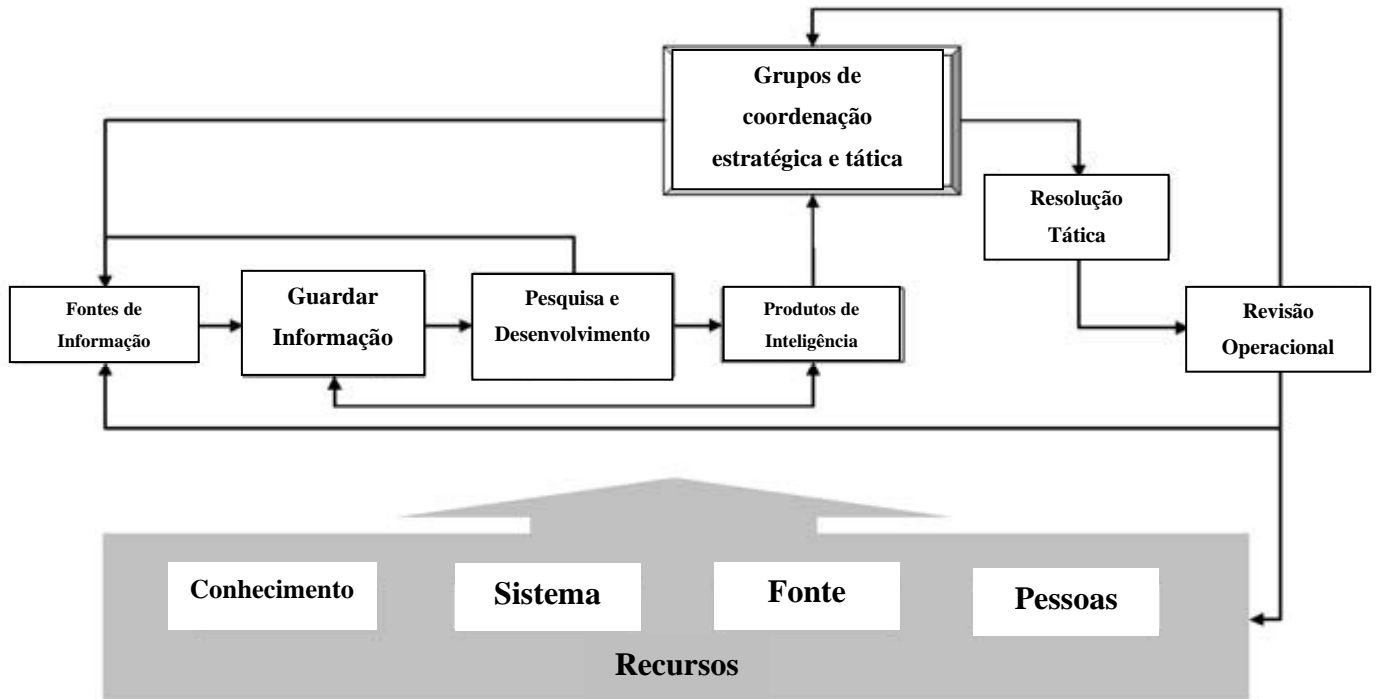 Grupos de
coordenação
estratégica e tática
Resolução
Tática
Fontes de
Informação
Guardar
Informação
Pesquisa e
Desenvolvimento
Produtos de
Inteligência
Revisão
Operacional
Conhecimento
Sistema
Fonte
Pessoas
Recursos